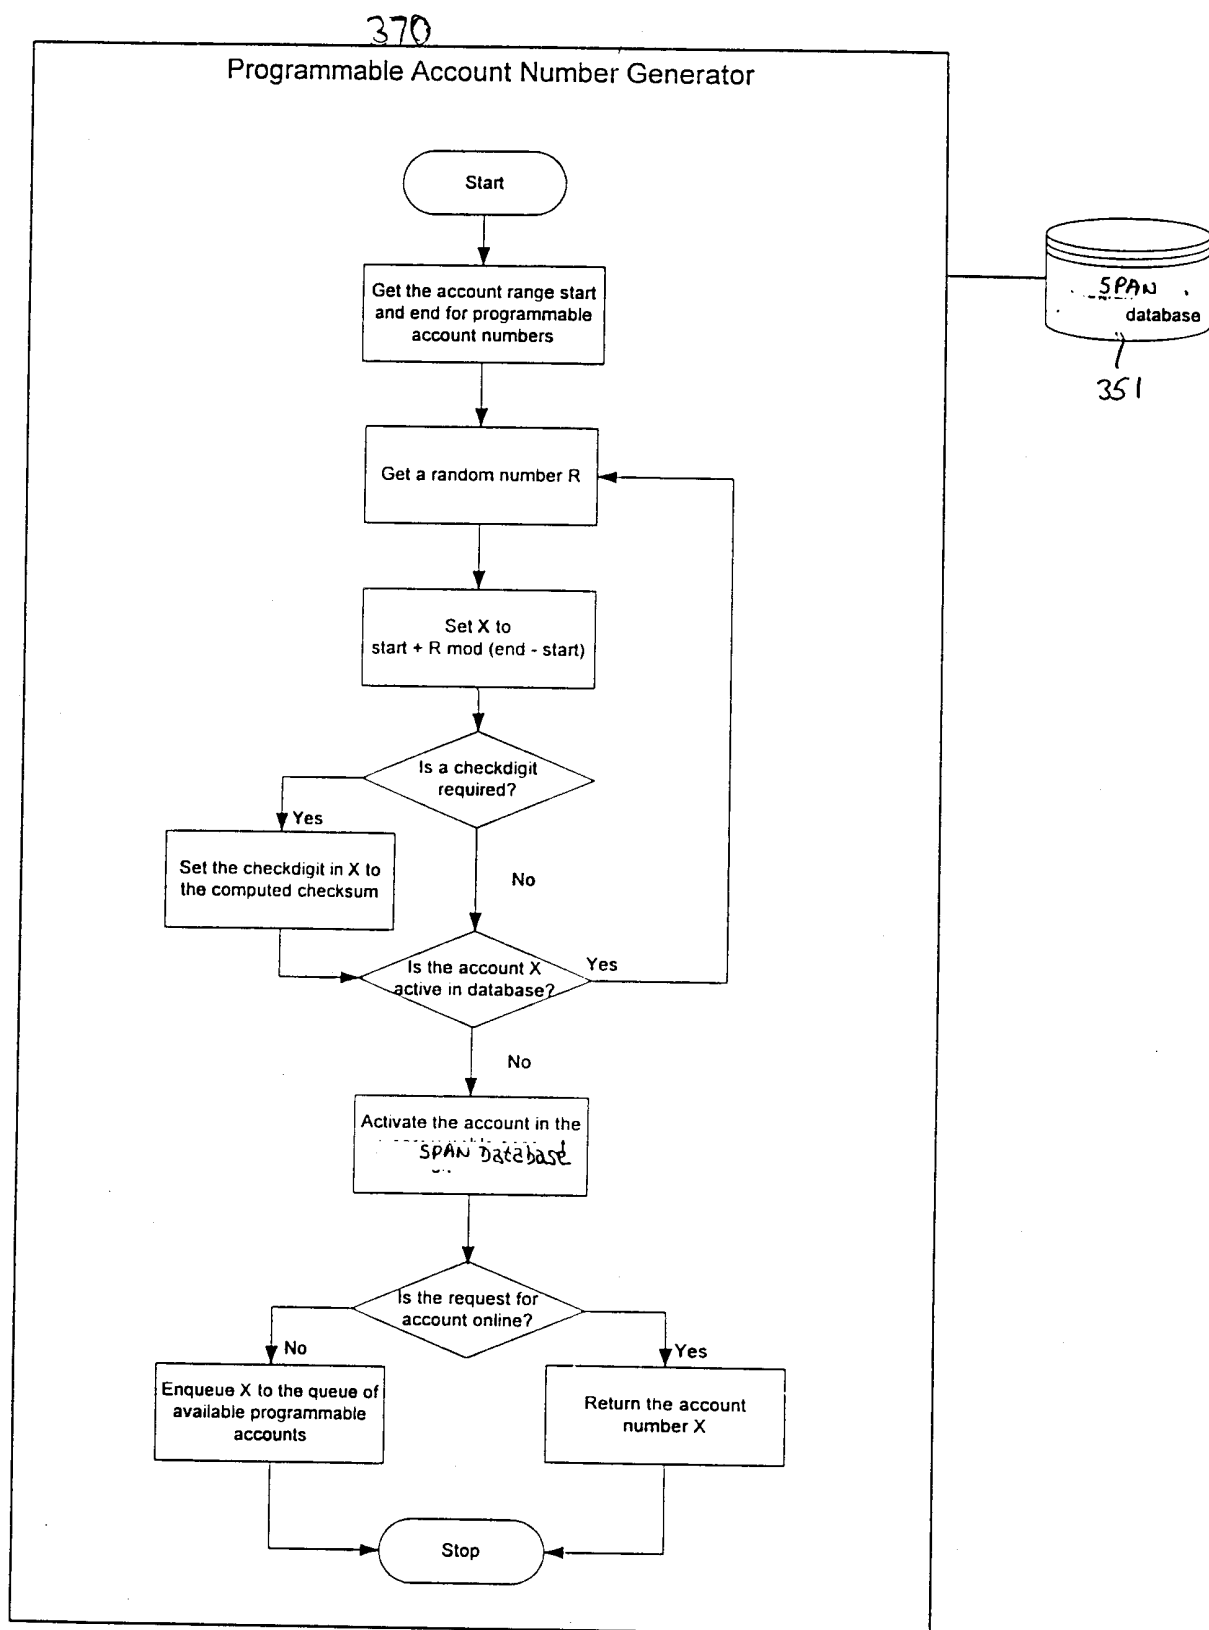 370
Programmable Account Number Generator
Start
Get the account range start
and end for programmable
account numbers
SPAN
database
351
Get a random number R
Set X to
start + R mod (end - start)
Is a checkdigit
required?
Yes
Set the checkdigit in X to
the computed checksum
No
Is the account X
active in database?
Yes
No
Activate the account in the
SPAN Database
Is the request for
account online?
No
Yes
Enqueue X to the queue of
available programmable
accounts
Return the account
number X
Stop